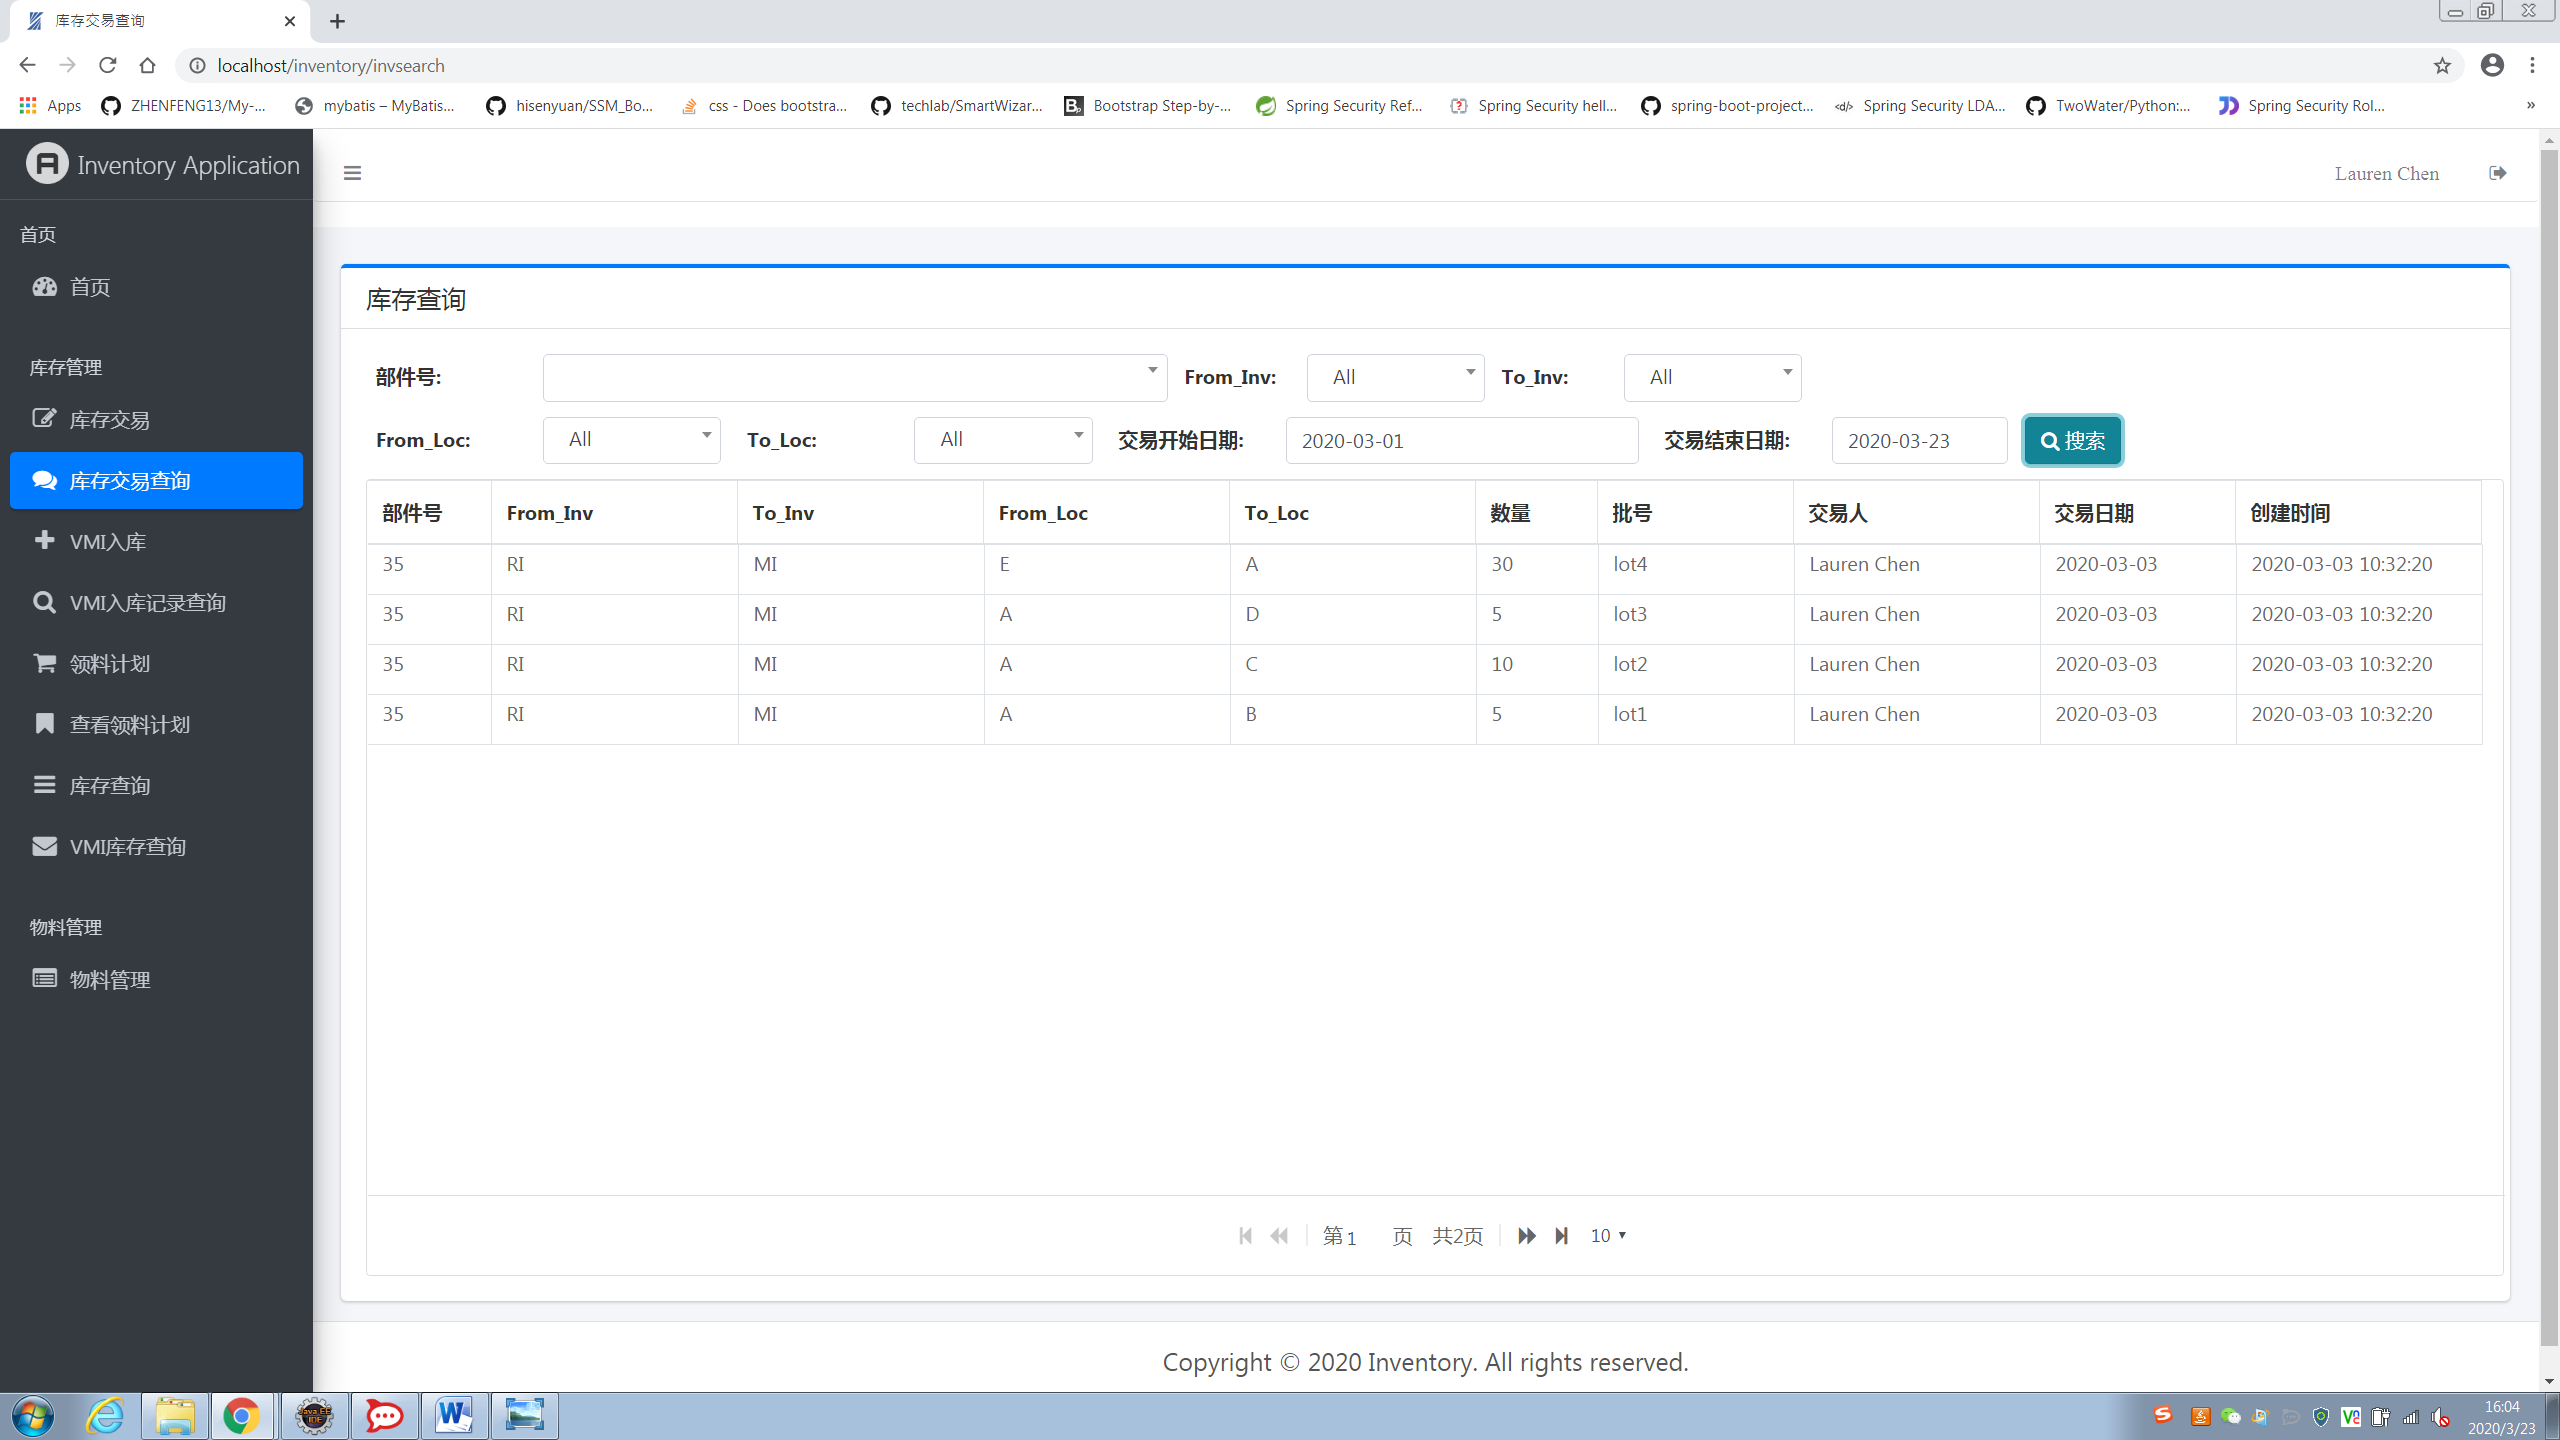 库存交易查询
localhost/inventory/invsearch
Apps ZHENFENG13/My-... mybatis – MyBatis... hisenyuan/SSM_Bo... css - Does bootstra... techlab/SmartWizar... Bootstrap Step-by-... Spring Security Ref... Spring Security hell... spring-boot-project... Spring Security LDA... TwoWater/Python:... Spring Security Rol... »
Inventory Application
Lauren Chen
首页
首页
库存管理
库存交易
库存交易查询
VMI入库
VMI入库记录查询
领料计划
查看领料计划
库存查询
VMI库存查询
物料管理
物料管理
库存查询
部件号: From_Inv: All To_Inv: All
From_Loc: All To_Loc: All 交易开始日期: 2020-03-01 交易结束日期: 2020-03-23 搜索
部件号 From_Inv To_Inv From_Loc To_Loc 数量 批号 交易人 交易日期 创建时间
35 RI MI E A 30 lot4 Lauren Chen 2020-03-03 2020-03-03 10:32:20
35 RI MI A D 5 lot3 Lauren Chen 2020-03-03 2020-03-03 10:32:20
35 RI MI A C 10 lot2 Lauren Chen 2020-03-03 2020-03-03 10:32:20
35 RI MI A B 5 lot1 Lauren Chen 2020-03-03 2020-03-03 10:32:20
第1 页 共2页 10
Copyright © 2020 Inventory. All rights reserved.
16:04
2020/3/23